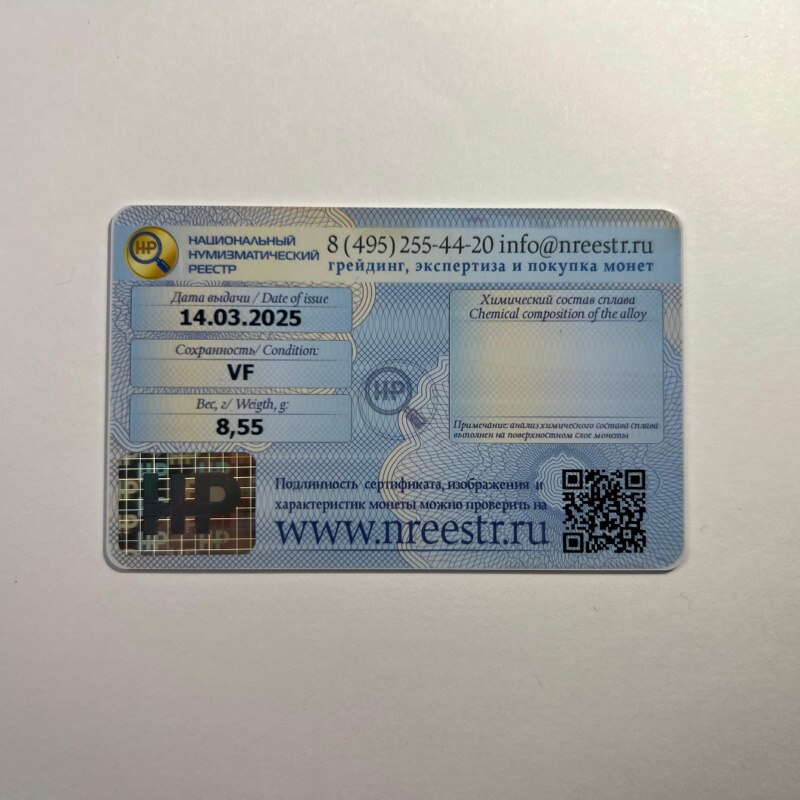 НР
НАЦИОНАЛЬНЫЙ
НУМИЗМАТИЧЕСКИЙ
РЕЕСТР
8 (495) 255-44-20 info@nreestr.ru
грейдинг, экспертиза и покупка монет
Дата выдачи / Date of issue
14.03.2025
Сохранность/ Condition:
VF
Вес, г/ Weigth, g:
8,55
Химический состав сплава
Chemical composition of the alloy
Примечание: анализ химического состава сплава
выполнен на поверхностном слое монеты
НР
НР
Подлинность сертификата, изображения и
характеристик монеты можно проверить на
www.nreestr.ru